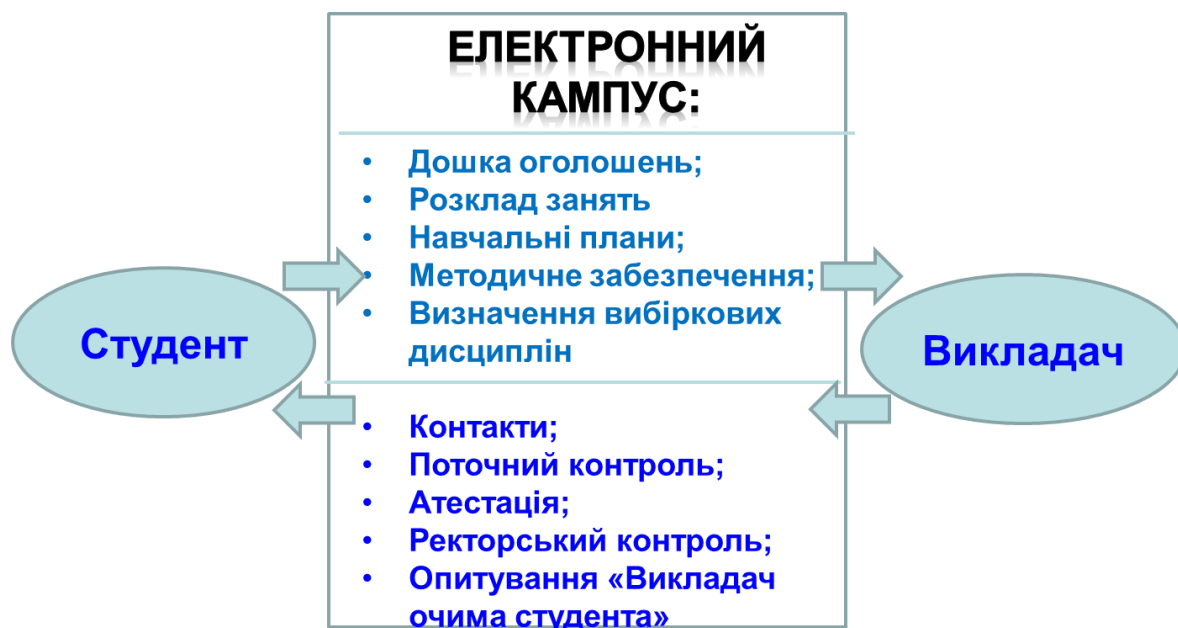 ЕЛЕКТРОННИЙ
КАМПУС:
• Дошка оголошень;
• Розклад занять
• Навчальні плани;
• Методичне забезпечення;
• Визначення вибіркових
дисциплін
Студент
Викладач
• Контакти;
• Поточний контроль;
• Атестація;
• Ректорський контроль;
• Опитування «Викладач
очима студента»